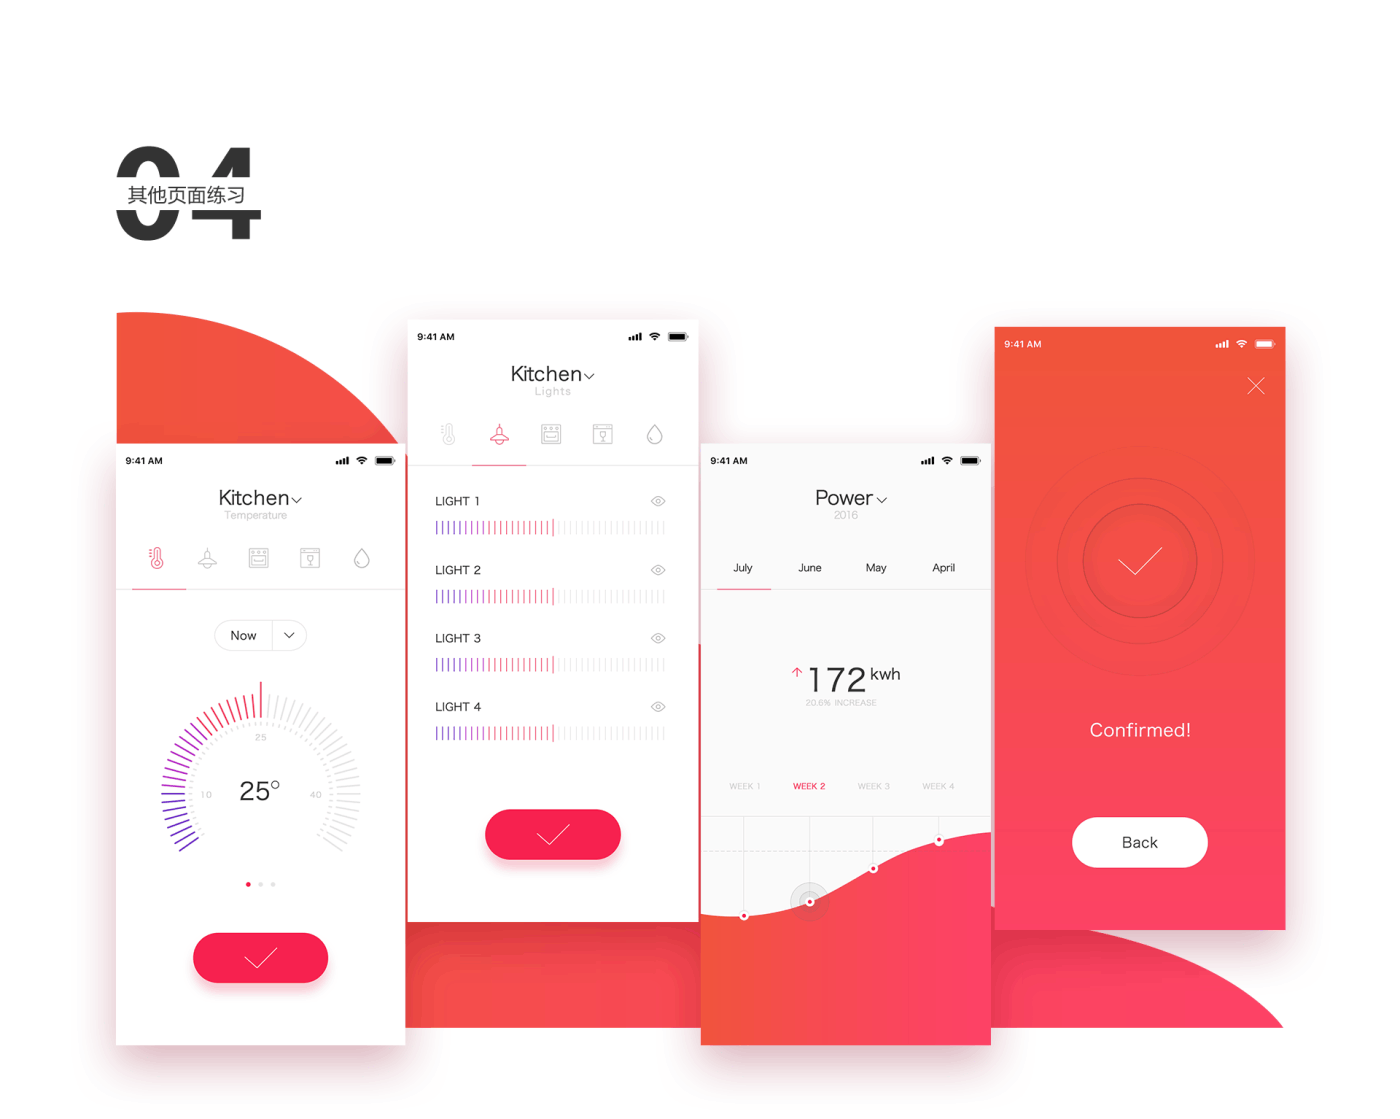 04
其他页面练习
9:41 AM
Kitchen
Temperature
Now
25
10
40
25°
9:41 AM
Kitchen
Lights
LIGHT 1
LIGHT 2
LIGHT 3
LIGHT 4
9:41 AM
Power
2016
July June May April
172 kwh
20.6% INCREASE
WEEK 1 WEEK 2 WEEK 3 WEEK 4
9:41 AM
Confirmed!
Back